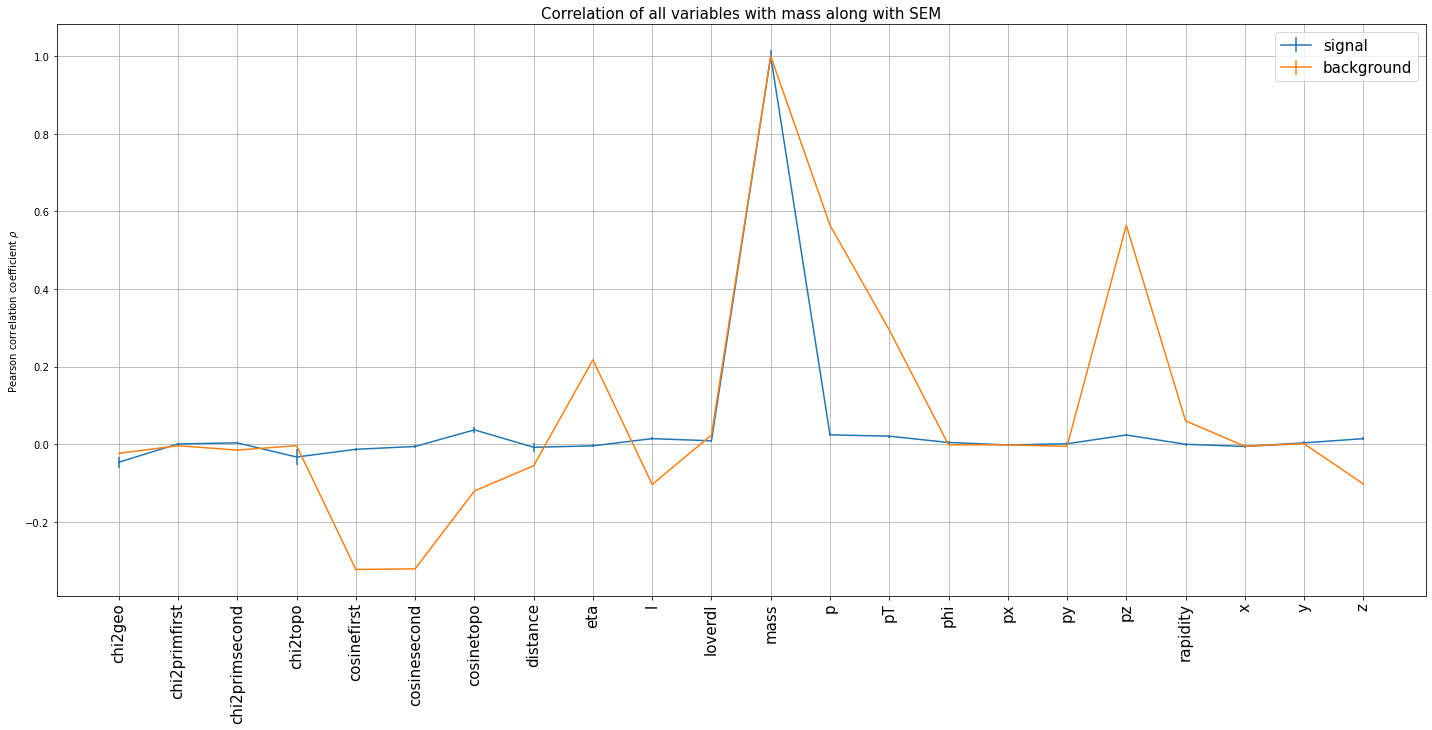 Correlation of all variables with mass along with SEM
signal
background
Pearson correlation coefficient ρ
1.0
0.8
0.6
0.4
0.2
0.0
−0.2
chi2geo
chi2primfirst
chi2primsecond
chi2topo
cosinefirst
cosinesecond
cosinetopo
distance
eta
l
loverdl
mass
p
pT
phi
px
py
pz
rapidity
x
y
z